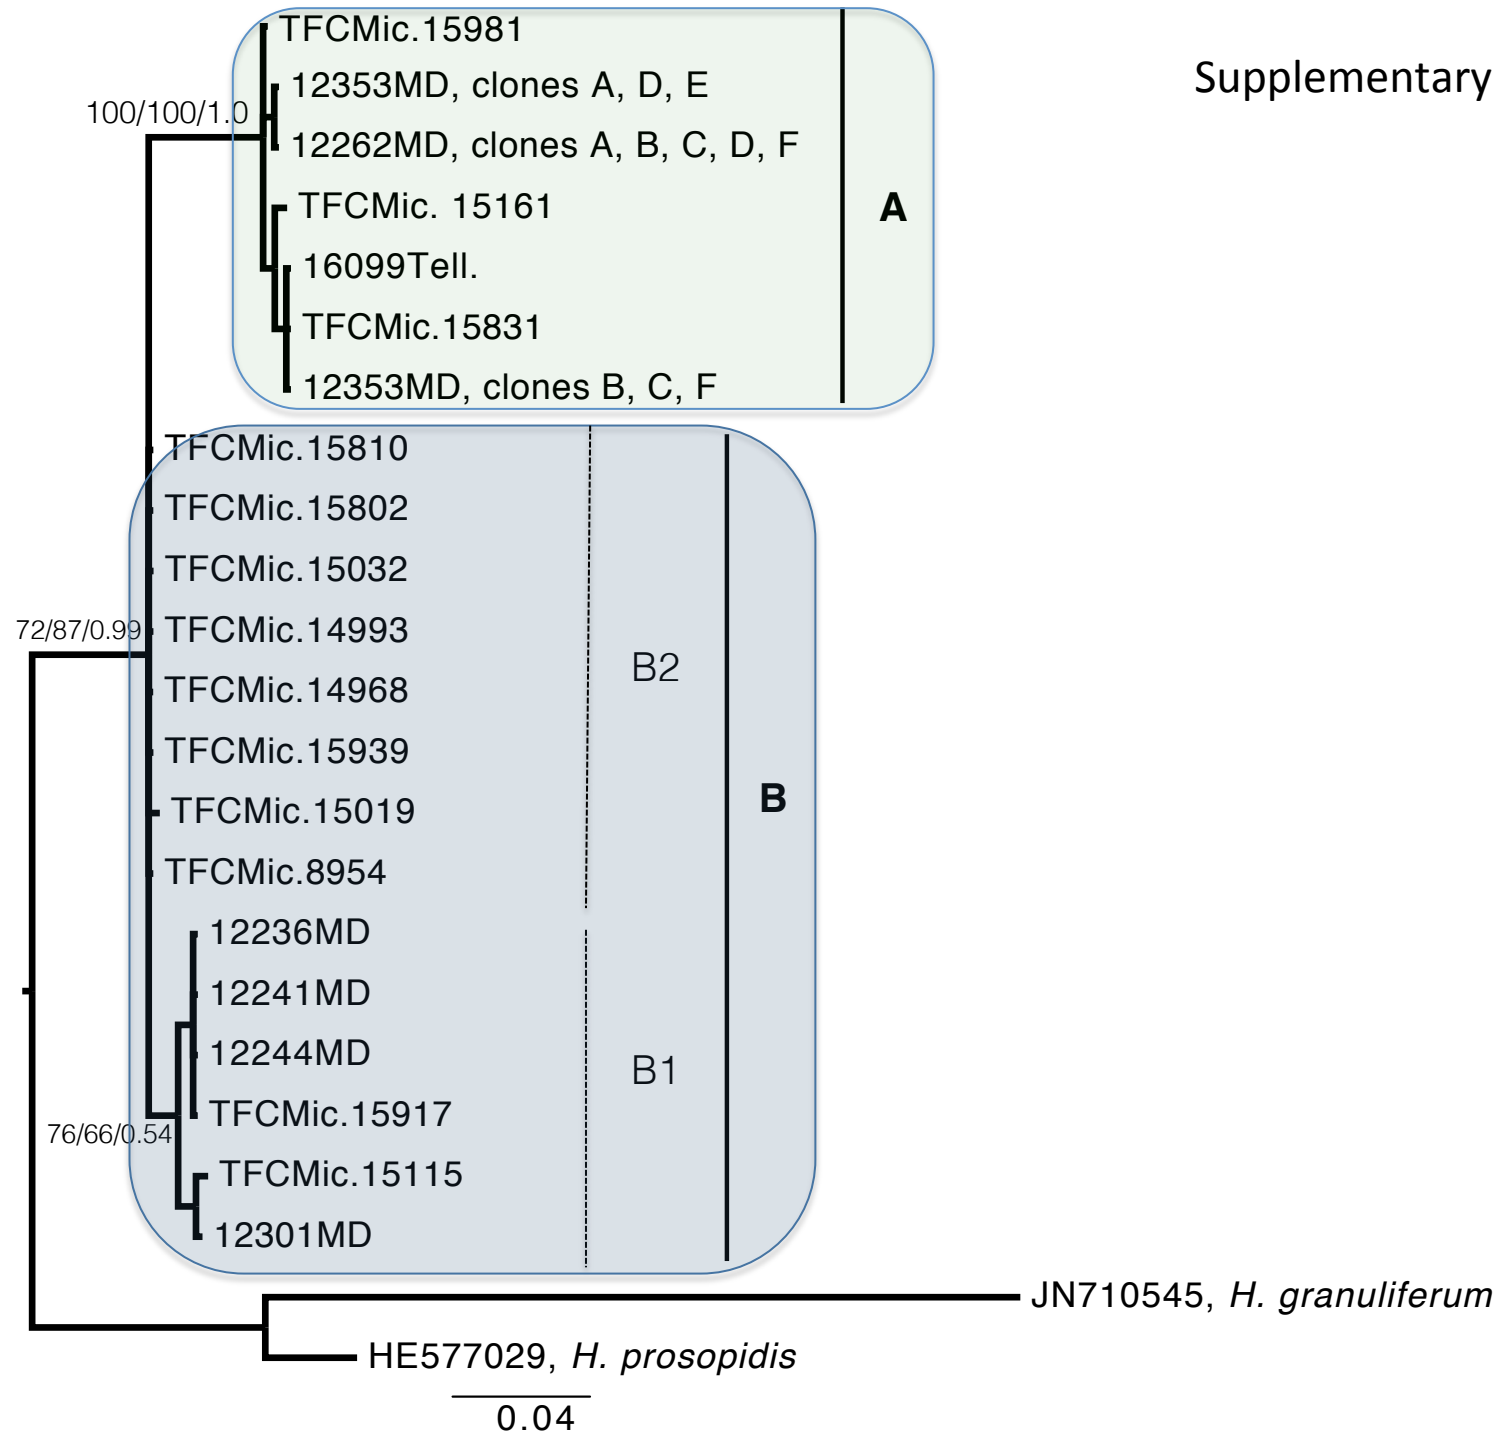 TFCMic.15981
Supplementary
12353MD, clones A, D, E
100/100/1.0
12262MD, clones A, B, C, D, F
TFCMic. 15161
A
16099Tell.
TFCMic.15831
12353MD, clones B, C, F
TFCMic.15810
TFCMic.15802
TFCMic.15032
72/87/0.99
TFCMic.14993
B2
TFCMic.14968
TFCMic.15939
B
TFCMic.15019
TFCMic.8954
12236MD
12241MD
12244MD
B1
TFCMic.15917
76/66/0.54
TFCMic.15115
12301MD
JN710545, H. granuliferum
HE577029, H. prosopidis
0.04